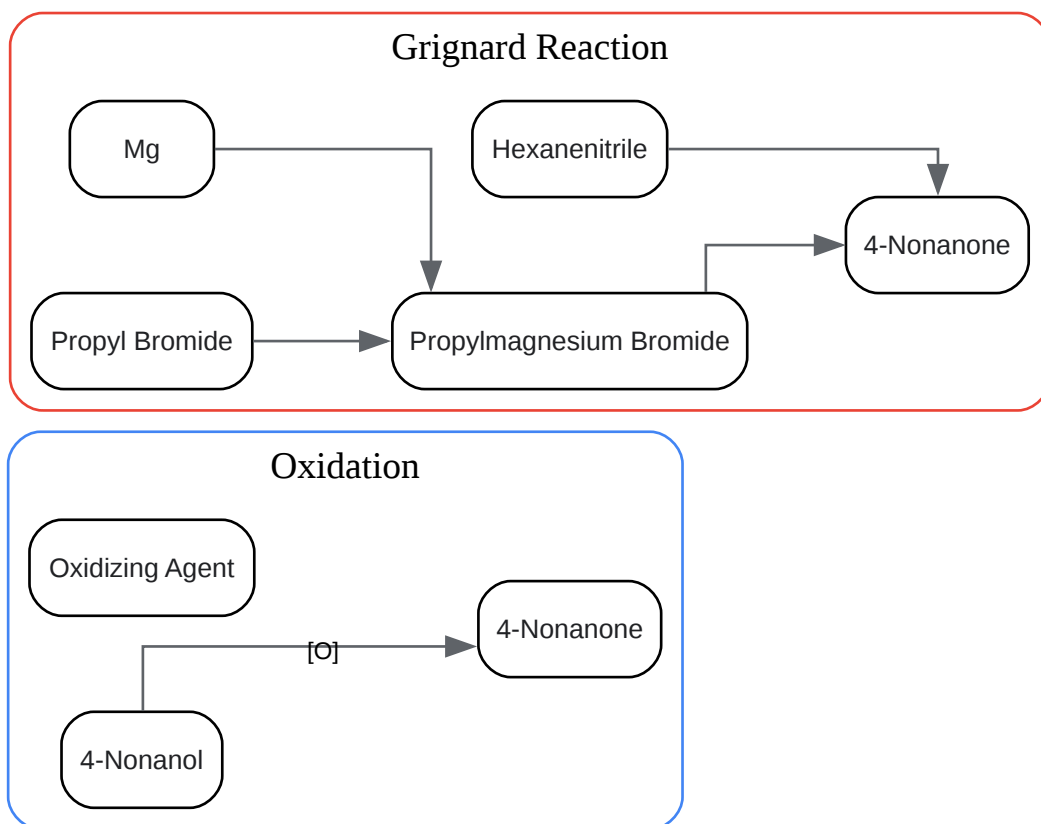 Grignard Reaction
Mg
Hexanenitrile
4-Nonanone
Propyl Bromide
Propylmagnesium Bromide
Oxidation
Oxidizing Agent
4-Nonanone
[O]
4-Nonanol